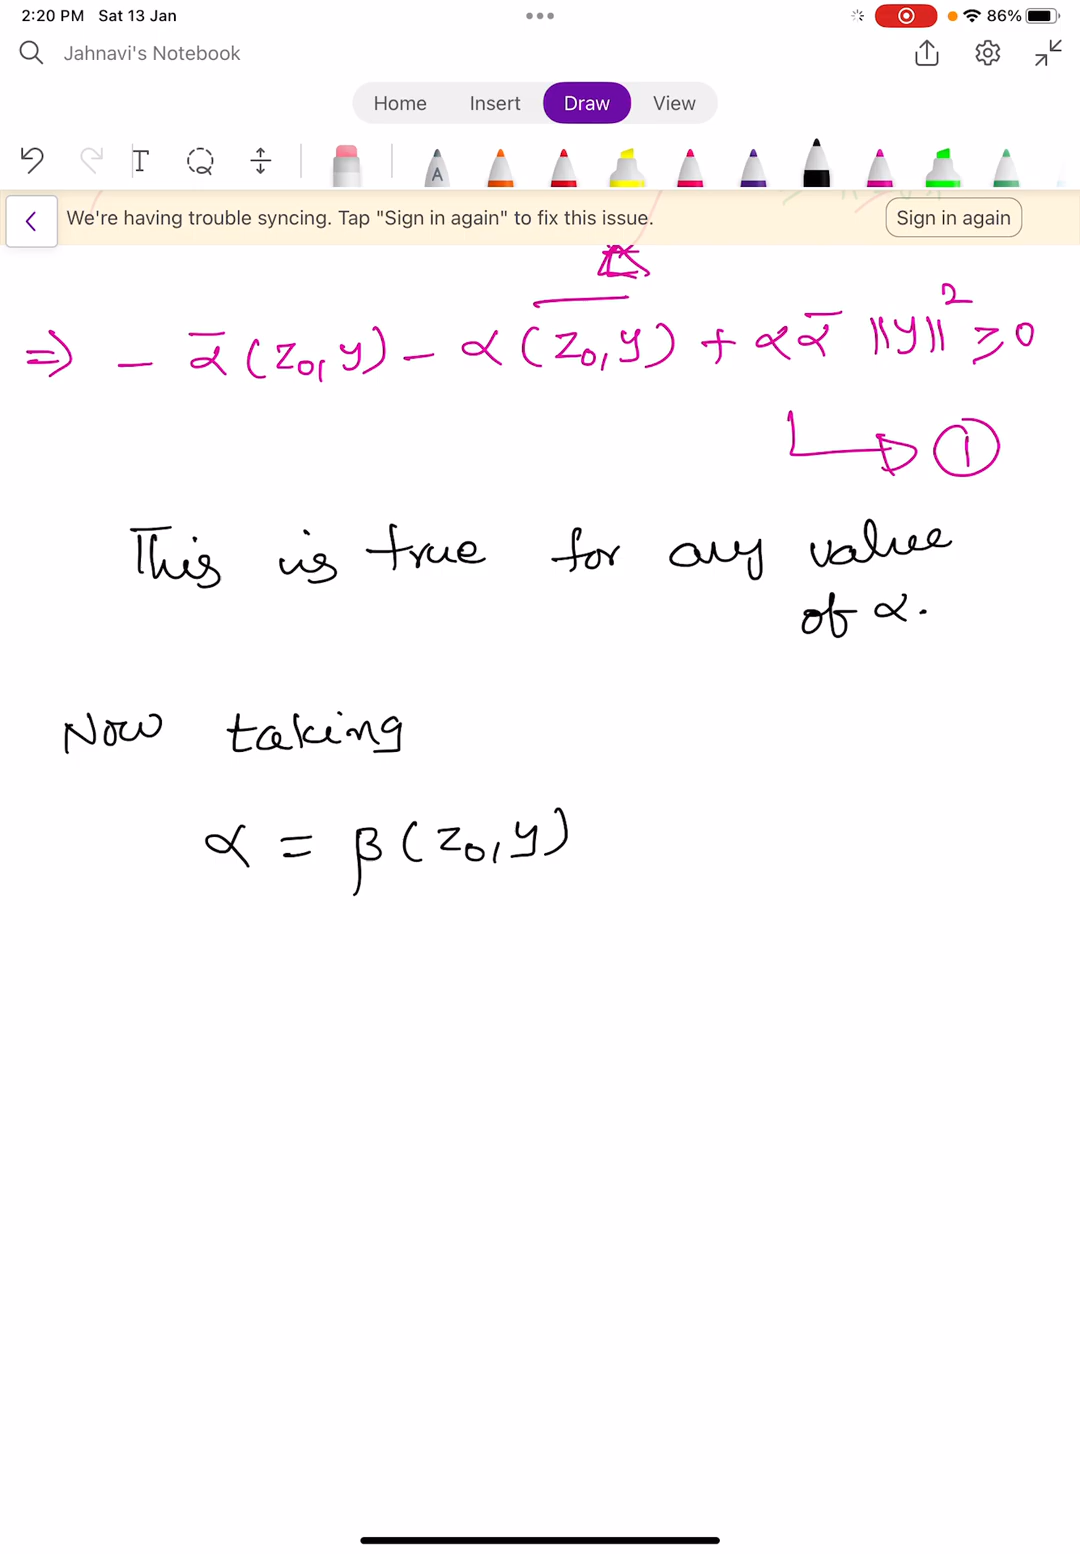 2:20 PM Sat 13 Jan 86%
Jahnavi's Notebook
Home Insert Draw View
T A
We're having trouble syncing. Tap "Sign in again" to fix this issue. Sign in again
⇒ - ᾱ (z₀, y) - α \overline{(z₀, y)} + α ᾱ ||y||² ≥ 0
①
This is true for any value
of α.
Now taking
α = β (z₀, y)